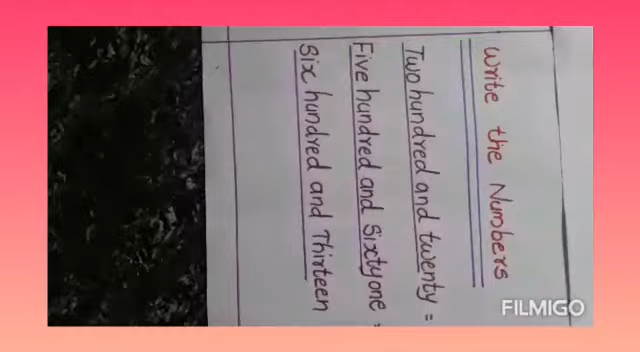 Write the Numbers
Two hundred and twenty =
Five hundred and Sixty one =
Six hundred and Thirteen
FILMIGO